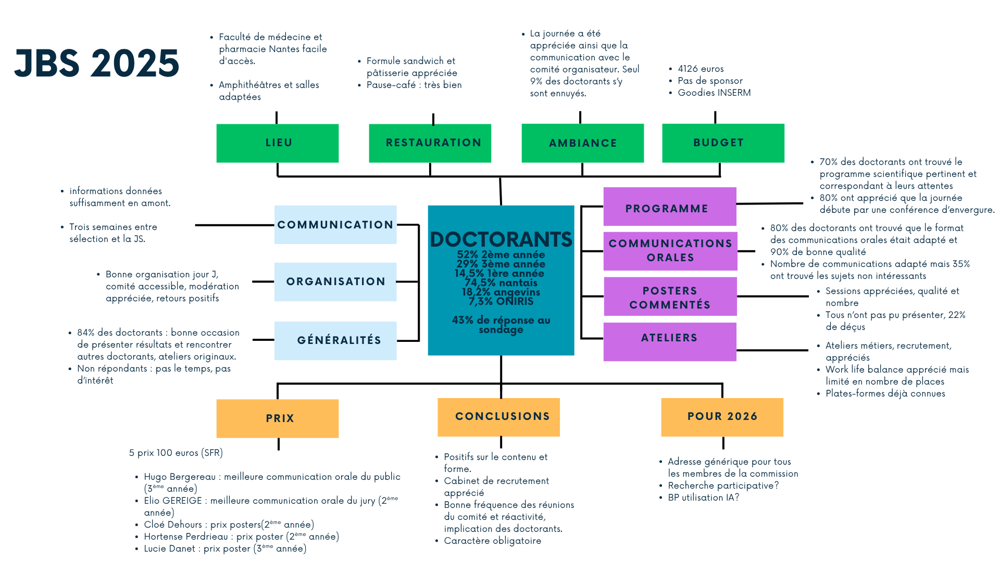 JBS 2025
• Faculté de médecine et
pharmacie Nantes facile
d'accès.
• Amphithéâtres et salles
adaptées
• Formule sandwich et
pâtisserie appréciée
• Pause-café : très bien
• La journée a été
appréciée ainsi que la
communication avec le
comité organisateur. Seul
9% des doctorants s’y
sont ennuyés.
• 4126 euros
• Pas de sponsor
• Goodies INSERM
LIEU
RESTAURATION
AMBIANCE
BUDGET
• informations données
suffisamment en amont.
• Trois semaines entre
sélection et la JS.
COMMUNICATION
• Bonne organisation jour J,
comité accessible, modération
appréciée, retours positifs
ORGANISATION
• 84% des doctorants : bonne occasion
de présenter résultats et rencontrer
autres doctorants, ateliers originaux.
• Non répondants : pas le temps, pas
d’intérêt
GÉNÉRALITÉS
DOCTORANTS
52% 2ème année
29% 3ème année
14,5% 1ère année
74,5% nantais
18,2% angevins
7,3% ONIRIS
43% de réponse au
sondage
PROGRAMME
• 70% des doctorants ont trouvé le
programme scientifique pertinent et
correspondant à leurs attentes
• 80% ont apprécié que la journée
débute par une conférence d’envergure.
COMMUNICATIONS
ORALES
• 80% des doctorants ont trouvé que le format
des communications orales était adapté et
90% de bonne qualité
• Nombre de communications adapté mais 35%
ont trouvé les sujets non intéressants
POSTERS
COMMENTÉS
• Sessions appréciées, qualité et
nombre
• Tous n’ont pas pu présenter, 22%
de déçus
ATELIERS
• Ateliers métiers, recrutement,
appréciés
• Work life balance apprécié mais
limité en nombre de places
• Plates-formes déjà connues
PRIX
5 prix 100 euros (SFR)
• Hugo Bergereau : meilleure communication orale du public
(3ème année)
• Elio GEREIGE : meilleure communication orale du jury (2ème
année)
• Cloé Dehours : prix posters(2ème année)
• Hortense Perdrieau : prix poster (2ème année)
• Lucie Danet : prix poster (3ème année)
CONCLUSIONS
• Positifs sur le contenu et
forme.
• Cabinet de recrutement
apprécié
• Bonne fréquence des réunions
du comité et réactivité,
implication des doctorants.
• Caractère obligatoire
POUR 2026
• Adresse générique pour tous
les membres de la commission
• Recherche participative?
• BP utilisation IA?